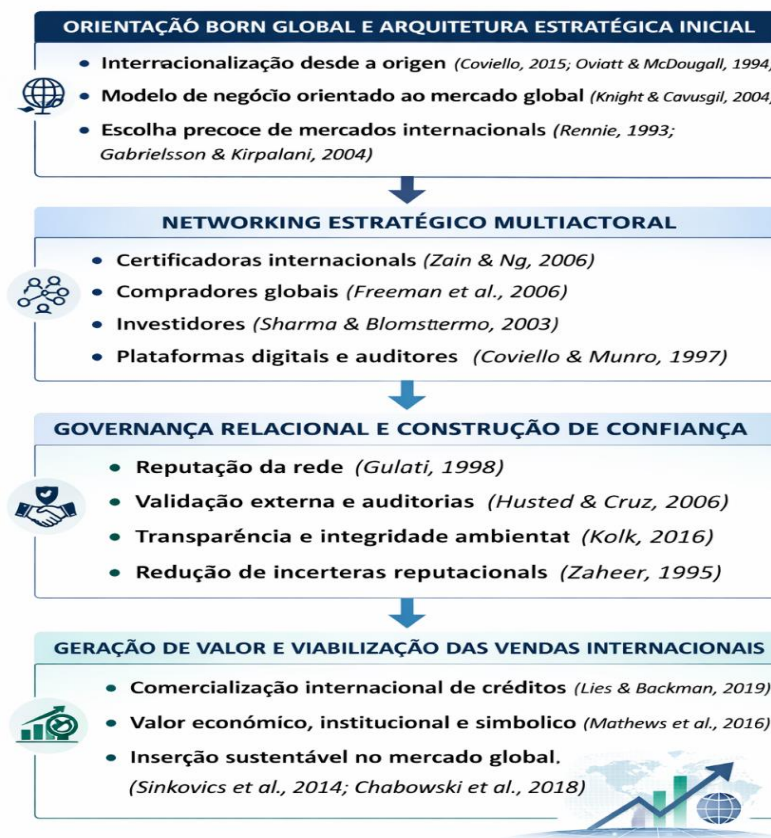 ORIENTAÇÃO BORN GLOBAL E ARQUITETURA ESTRATÉGICA INICIAL
• Interracionalização desde a origem (Coviello, 2015; Oviatt & McDougall, 1994)
• Modelo de negócio orientado ao mercado global (Knight & Cavusgil, 2004)
• Escolha precoce de mercados internacionais (Rennie, 1993;
Gabrielsson & Kirpalani, 2004)
NETWORKING ESTRATÉGICO MULTIACTORAL
• Certificadoras internacionais (Zain & Ng, 2006)
• Compradores globais (Freeman et al., 2006)
• Investidores (Sharma & Blomstermo, 2003)
• Plataformas digitais e auditores (Coviello & Munro, 1997)
GOVERNANÇA RELACIONAL E CONSTRUÇÃO DE CONFIANÇA
• Reputação da rede (Gulati, 1998)
• Validação externa e auditorias (Husted & Cruz, 2006)
• Transparência e integridade ambientat (Kolk, 2016)
• Redução de incerteras reputacionals (Zaheer, 1995)
GERAÇÃO DE VALOR E VIABILIZAÇÃO DAS VENDAS INTERNACIONAIS
• Comercialização internacional de créditos (Lies & Backman, 2019)
• Valor económico, institucional e simbolico (Mathews et al., 2016)
• Inserção sustentável no mercado global.
(Sinkovics et al., 2014; Chabowski et al., 2018)